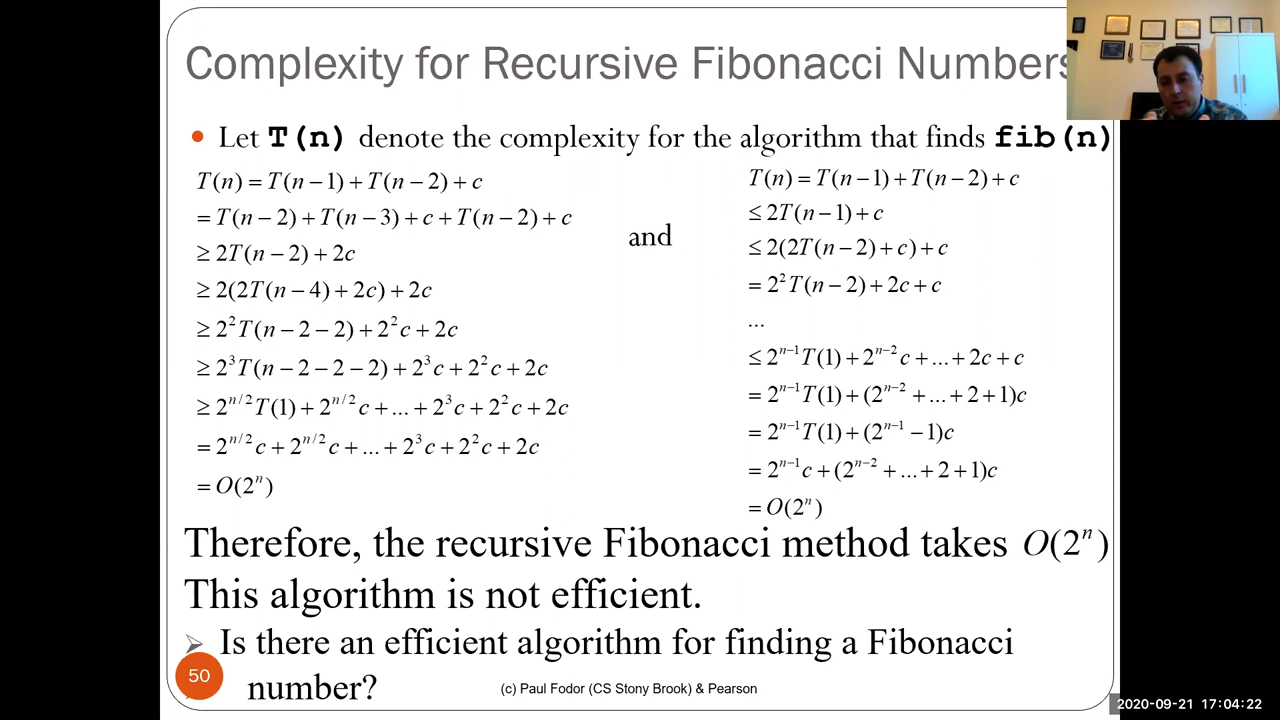 Complexity for Recursive Fibonacci Numbers
• Let T(n) denote the complexity for the algorithm that finds fib(n)
T(n) = T(n − 1) + T(n − 2) + c
= T(n − 2) + T(n − 3) + c + T(n − 2) + c
≥ 2T(n − 2) + 2c
≥ 2(2T(n − 4) + 2c) + 2c
≥ 2²T(n − 2 − 2) + 2²c + 2c
≥ 2³T(n − 2 − 2 − 2) + 2³c + 2²c + 2c
≥ 2^{n/2}T(1) + 2^{n/2}c + ... + 2³c + 2²c + 2c
= 2^{n/2}c + 2^{n/2}c + ... + 2³c + 2²c + 2c
= O(2ⁿ)
and
T(n) = T(n − 1) + T(n − 2) + c
≤ 2T(n − 1) + c
≤ 2(2T(n − 2) + c) + c
= 2²T(n − 2) + 2c + c
...
≤ 2^{n−1}T(1) + 2^{n−2}c + ... + 2c + c
= 2^{n−1}T(1) + (2^{n−2} + ... + 2 + 1)c
= 2^{n−1}T(1) + (2^{n−1} − 1)c
= 2^{n−1}c + (2^{n−2} + ... + 2 + 1)c
= O(2ⁿ)
Therefore, the recursive Fibonacci method takes O(2ⁿ)
This algorithm is not efficient.
➢ Is there an efficient algorithm for finding a Fibonacci
number?
50
(c) Paul Fodor (CS Stony Brook) & Pearson
2020-09-21 17:04:22